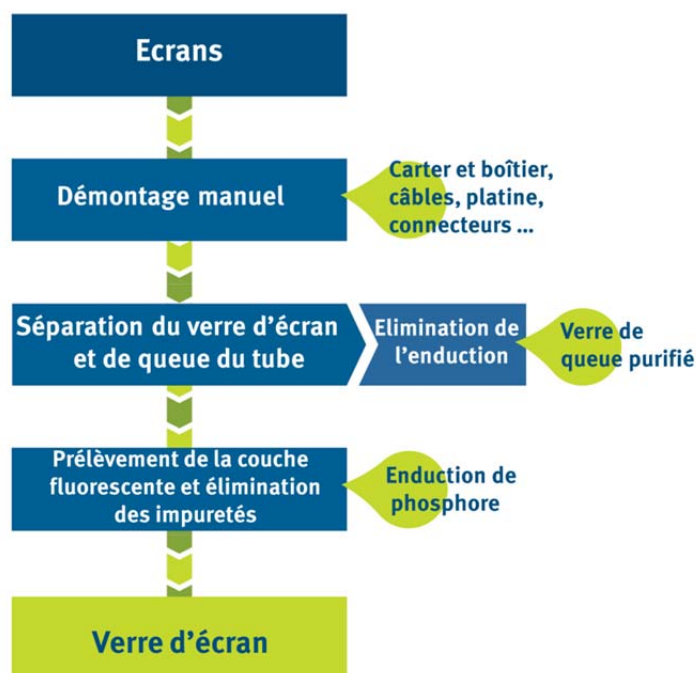 Ecrans
Démontage manuel
Carter et boîtier,
câbles, platine,
connecteurs ...
Séparation du verre d'écran
et de queue du tube
Elimination de
l'enduction
Verre de
queue purifié
Prélèvement de la couche
fluorescente et élimination
des impuretés
Enduction de
phosphore
Verre d'écran